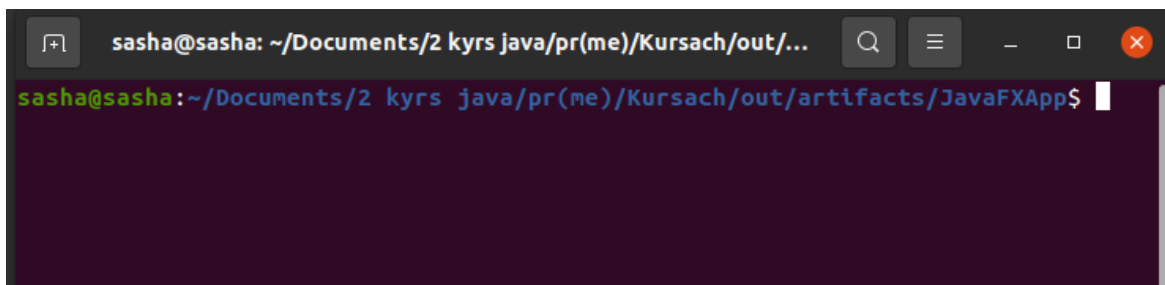 sasha@sasha: ~/Documents/2 kyrs java/pr(me)/Kursach/out/...
sasha@sasha:~/Documents/2 kyrs java/pr(me)/Kursach/out/artifacts/JavaFXApp$